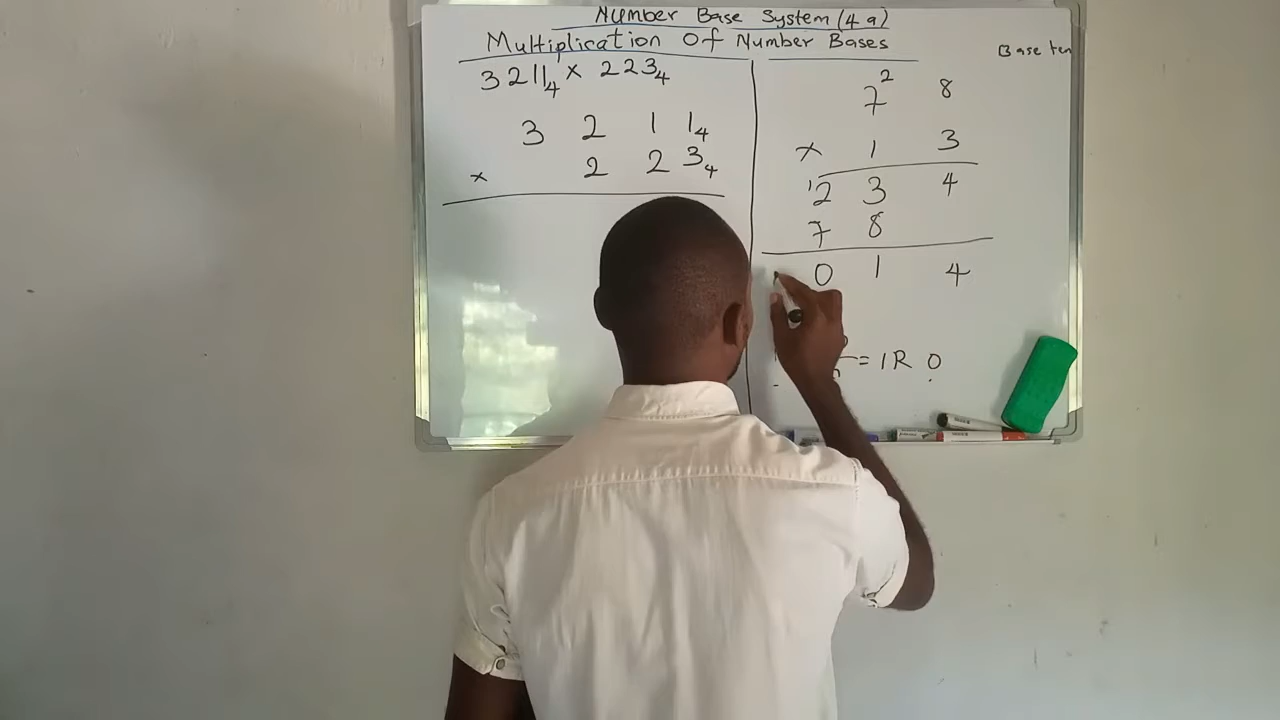 Number Base System (4a)
Multiplication Of Number Bases
Base ten
3211₄ × 223₄
3 2 1 1₄
× 2 2 3₄
7² 8
× 1 3
¹2 3 4
7 8
0 1 4
= 1 R 0